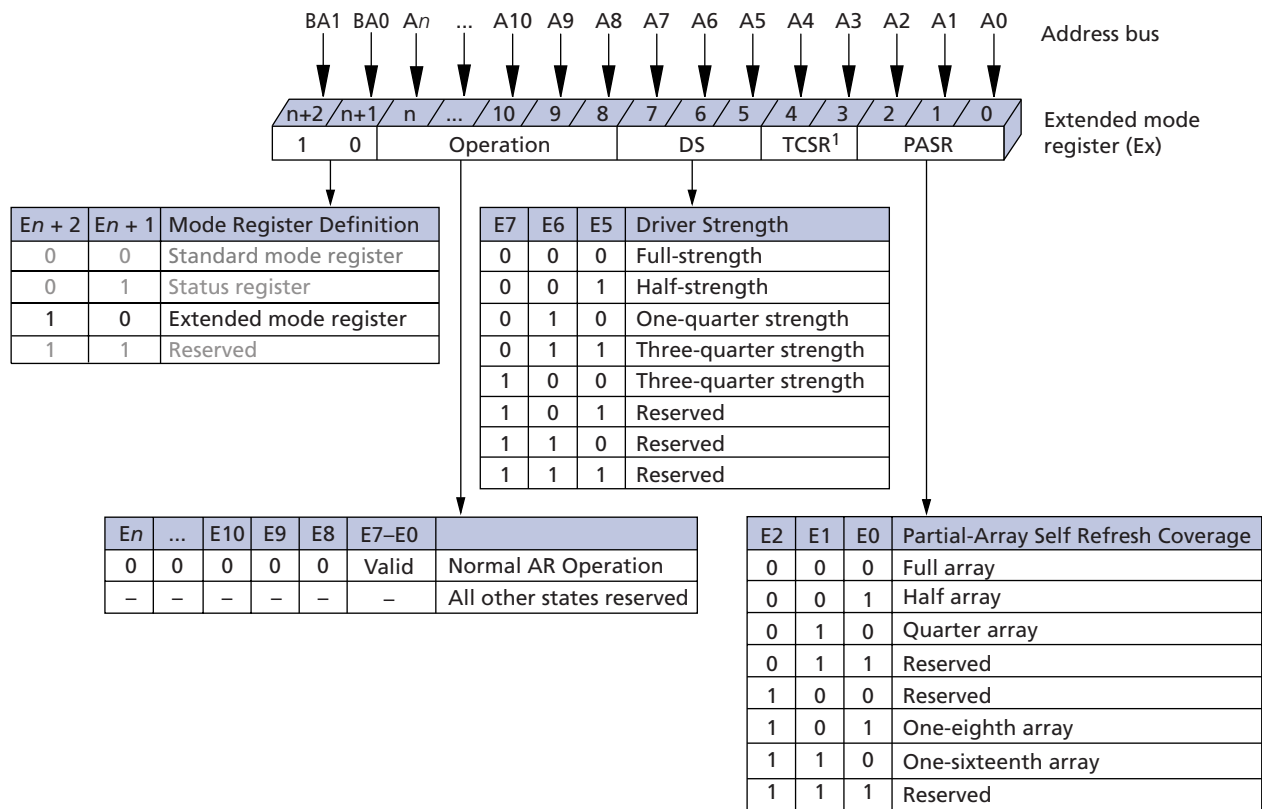 BA1 BA0 An ... A10 A9 A8 A7 A6 A5 A4 A3 A2 A1 A0 Address bus
n+2 n+1 n ... 10 9 8 7 6 5 4 3 2 1 0 Extended mode
register (Ex)
1 0 Operation DS TCSR¹ PASR
En + 2 En + 1 Mode Register Definition
0 0 Standard mode register
0 1 Status register
1 0 Extended mode register
1 1 Reserved
E7 E6 E5 Driver Strength
0 0 0 Full-strength
0 0 1 Half-strength
0 1 0 One-quarter strength
0 1 1 Three-quarter strength
1 0 0 Three-quarter strength
1 0 1 Reserved
1 1 0 Reserved
1 1 1 Reserved
En ... E10 E9 E8 E7–E0
0 0 0 0 0 Valid Normal AR Operation
– – – – – – All other states reserved
E2 E1 E0 Partial-Array Self Refresh Coverage
0 0 0 Full array
0 0 1 Half array
0 1 0 Quarter array
0 1 1 Reserved
1 0 0 Reserved
1 0 1 One-eighth array
1 1 0 One-sixteenth array
1 1 1 Reserved